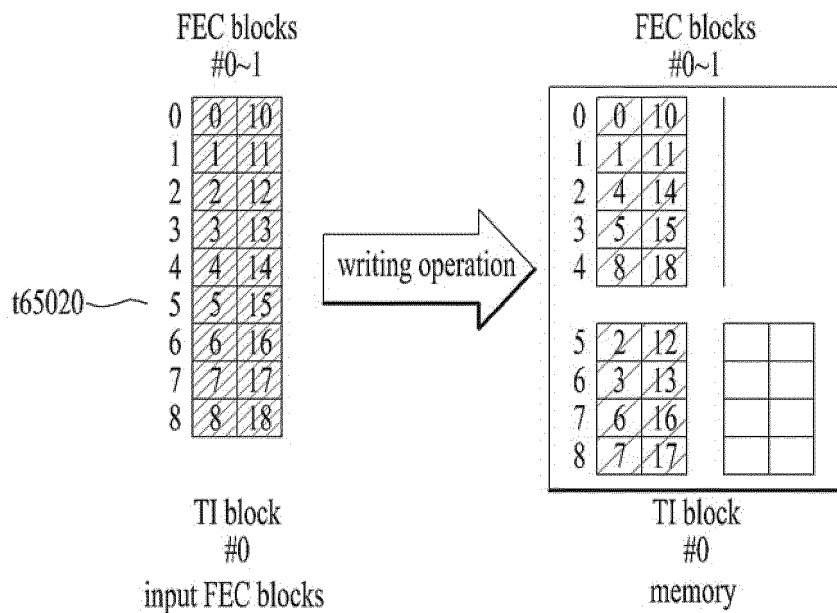 FEC blocks
#0~1
FEC blocks
#0~1
0 0 10
1 1 11
2 2 12
3 3 13
4 4 14
5 5 15
6 6 16
7 7 17
8 8 18
t65020
writing operation
0 0 10
1 1 11
2 4 14
3 5 15
4 8 18
5 2 12
6 3 13
7 6 16
8 7 17
TI block
#0
input FEC blocks
TI block
#0
memory